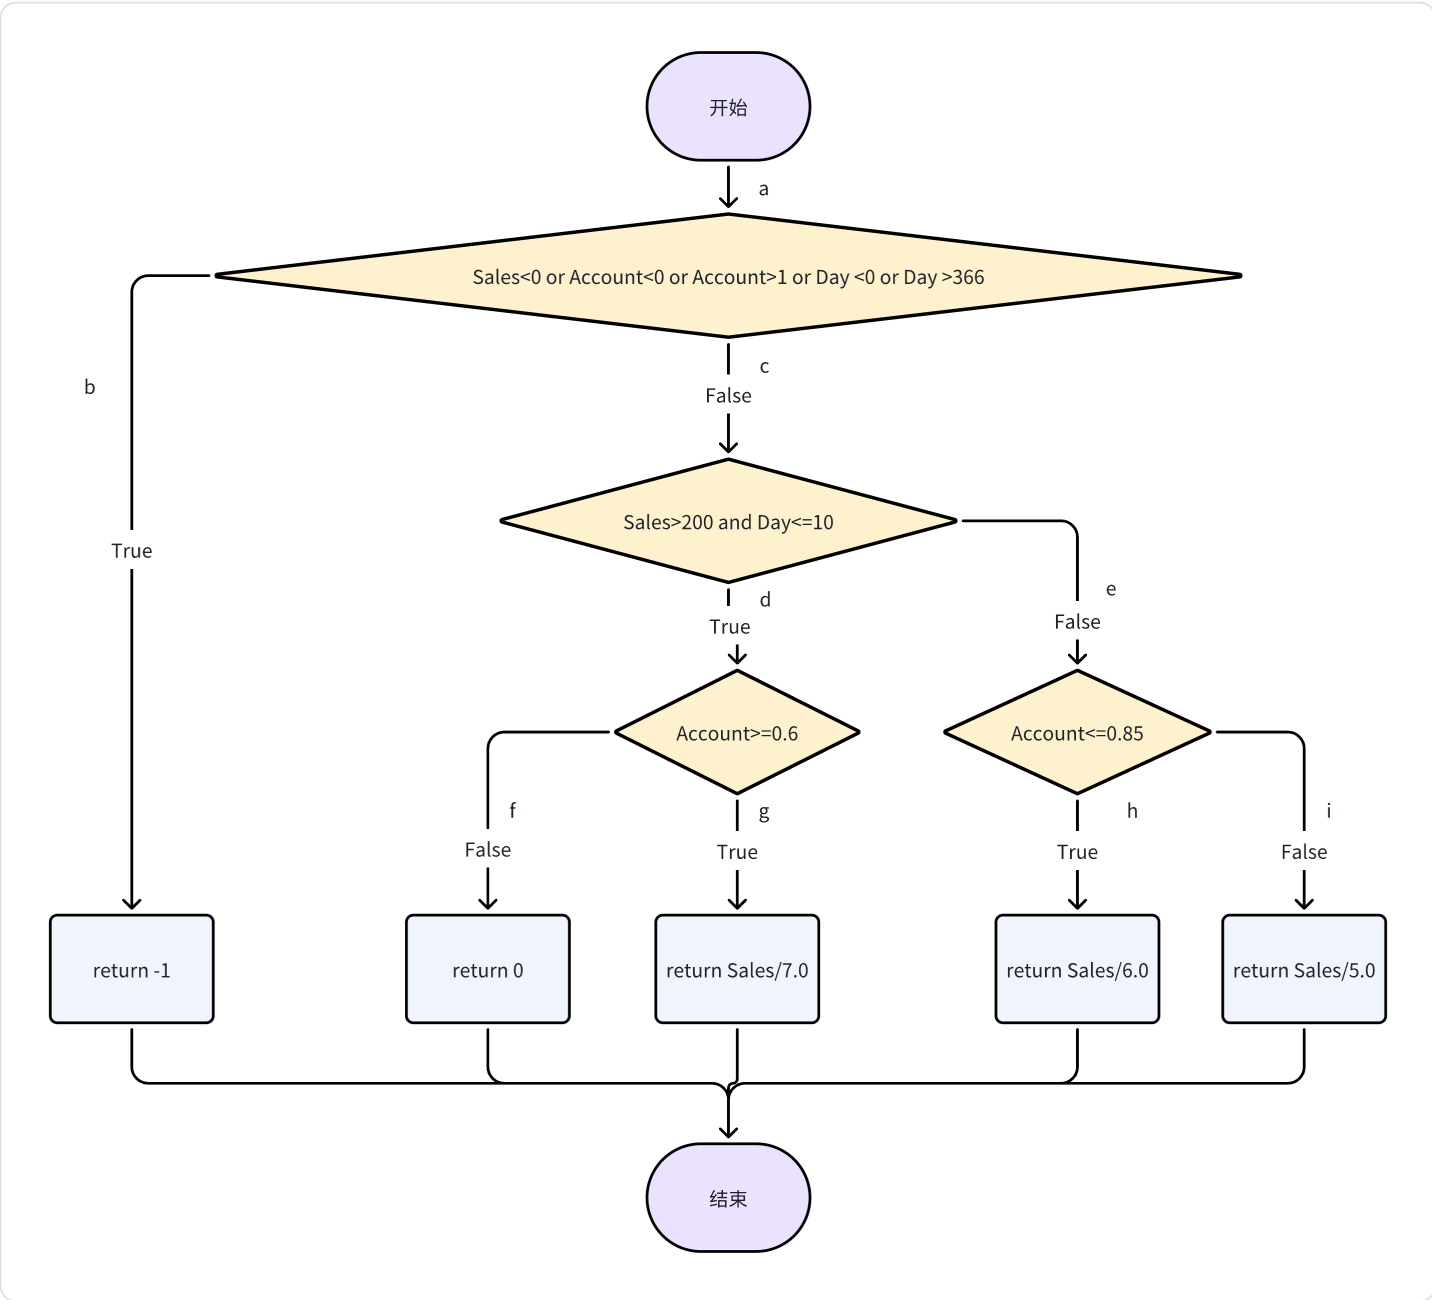 开始
a
Sales<0 or Account<0 or Account>1 or Day <0 or Day >366
b
c
False
True
Sales>200 and Day<=10
d
True
e
False
Account>=0.6
Account<=0.85
f
False
g
True
h
True
i
False
return -1
return 0
return Sales/7.0
return Sales/6.0
return Sales/5.0
结束